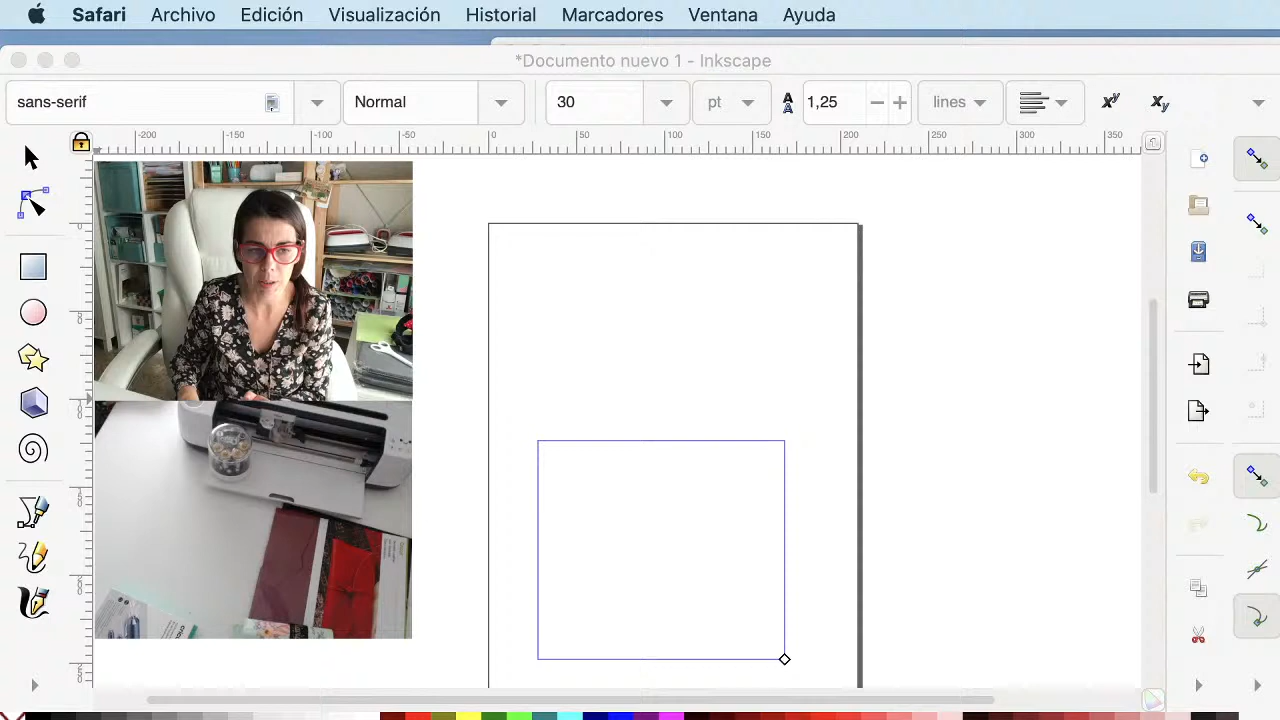 Safari Archivo Edición Visualización Historial Marcadores Ventana Ayuda
*Documento nuevo 1 - Inkscape
sans-serif Normal 30 pt 1,25 lines
-200 -150 -100 -50 0 50 100 150 200 250 300 350